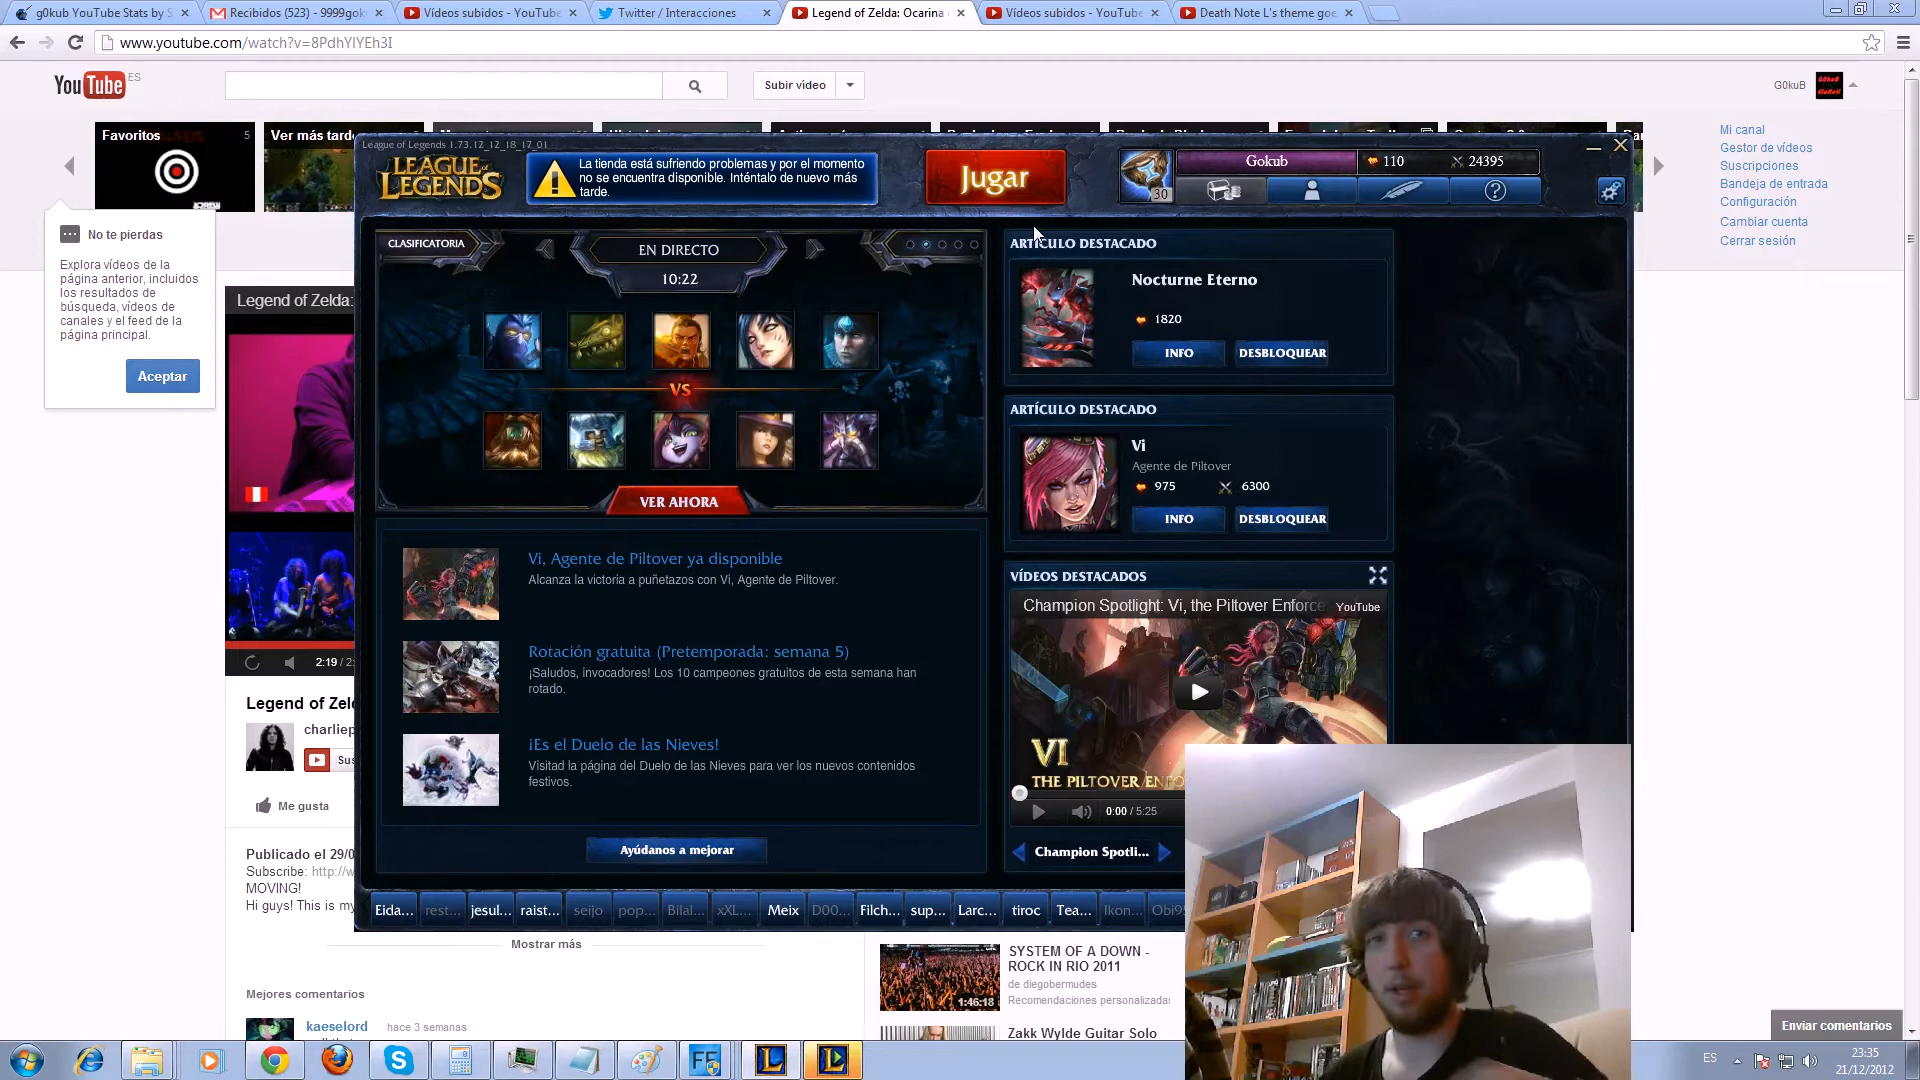 g0kub YouTube Stats by S
Recibidos (523) - 9999gok
Vídeos subidos - YouTube
Twitter / Interacciones
Legend of Zelda: Ocarina
Vídeos subidos - YouTube
Death Note L's theme goe
www.youtube.com/watch?v=8PdhYlYEh3I
YouTube ES
Subir vídeo
G0kuB
Favoritos 5
Ver más tard
Mi canal
Gestor de vídeos
Suscripciones
Bandeja de entrada
Configuración
Cambiar cuenta
Cerrar sesión
No te pierdas
Explora vídeos de la
página anterior, incluidos
los resultados de
búsqueda, vídeos de
canales y el feed de la
página principal.
Aceptar
League of Legends 1.73.12_12_18_17_01
LEAGUE OF LEGENDS
La tienda está sufriendo problemas y por el momento
no se encuentra disponible. Inténtalo de nuevo más
tarde.
Jugar
30
Gokub
110
24395
CLASIFICATORIA
EN DIRECTO
10:22
VS
VER AHORA
ARTÍCULO DESTACADO
Nocturne Eterno
1820
INFO DESBLOQUEAR
ARTÍCULO DESTACADO
Vi
Agente de Piltover
975 6300
INFO DESBLOQUEAR
Vi, Agente de Piltover ya disponible
Alcanza la victoria a puñetazos con Vi, Agente de Piltover.
Rotación gratuita (Pretemporada: semana 5)
¡Saludos, invocadores! Los 10 campeones gratuitos de esta semana han
rotado.
¡Es el Duelo de las Nieves!
Visitad la página del Duelo de las Nieves para ver los nuevos contenidos
festivos.
Ayúdanos a mejorar
VÍDEOS DESTACADOS
Champion Spotlight: Vi, the Piltover Enforce
YouTube
VI
THE PILTOVER ENFO
0:00 / 5:25
Champion Spotli...
Eida... rest... jesul... raist... seijo pop... Bilal... xXL... Meix D00... Filch... sup... Larc... tiroc Tea... Ikon... Obi9
Legend of Zelda:
2:19 / 2:
Legend of Zel
charliep
Sus
Me gusta
Publicado el 29/0
Subscribe: http://w
MOVING!
Hi guys! This is my
Mostrar más
Mejores comentarios
kaeselord hace 3 semanas
SYSTEM OF A DOWN -
ROCK IN RIO 2011
de diegobermudes
Recomendaciones personalizadas
1:46:18
Zakk Wylde Guitar Solo
Enviar comentarios
ES
23:35
21/12/2012